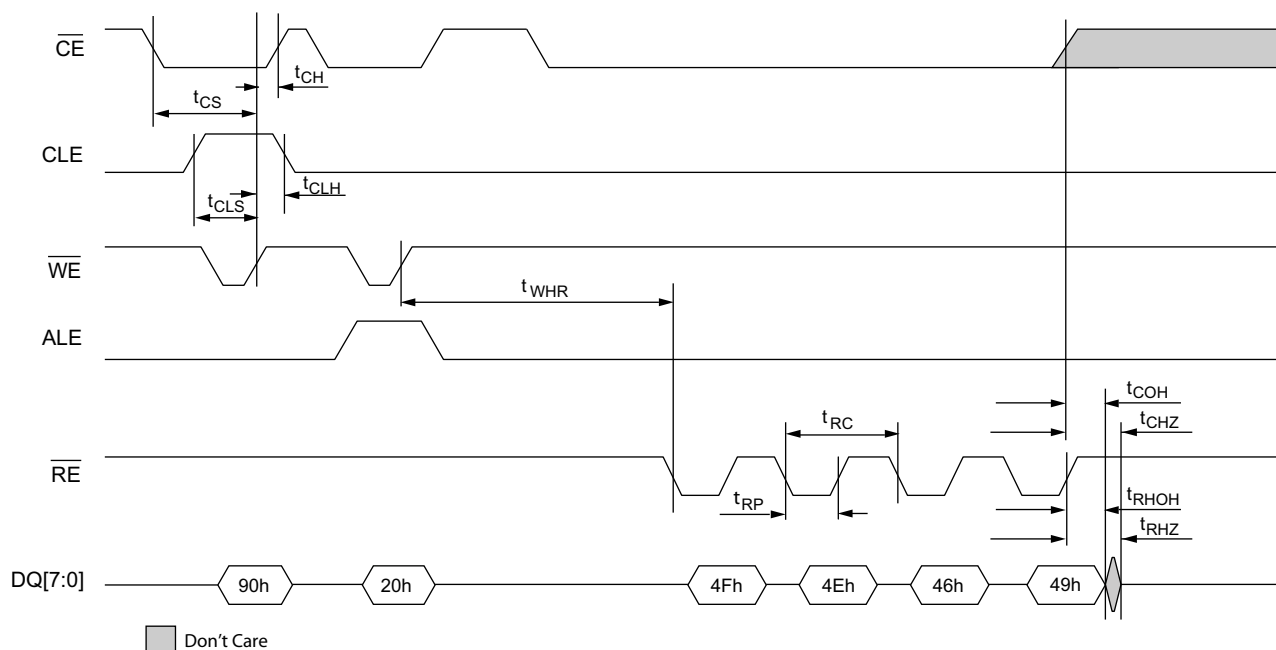 CE
tCH
tCS
CLE
tCLH
tCLS
WE
tWHR
ALE
tCOH
tRC
tCHZ
RE
tRP
tRHOH
tRHZ
DQ[7:0]
90h
20h
4Fh
4Eh
46h
49h
Don't Care